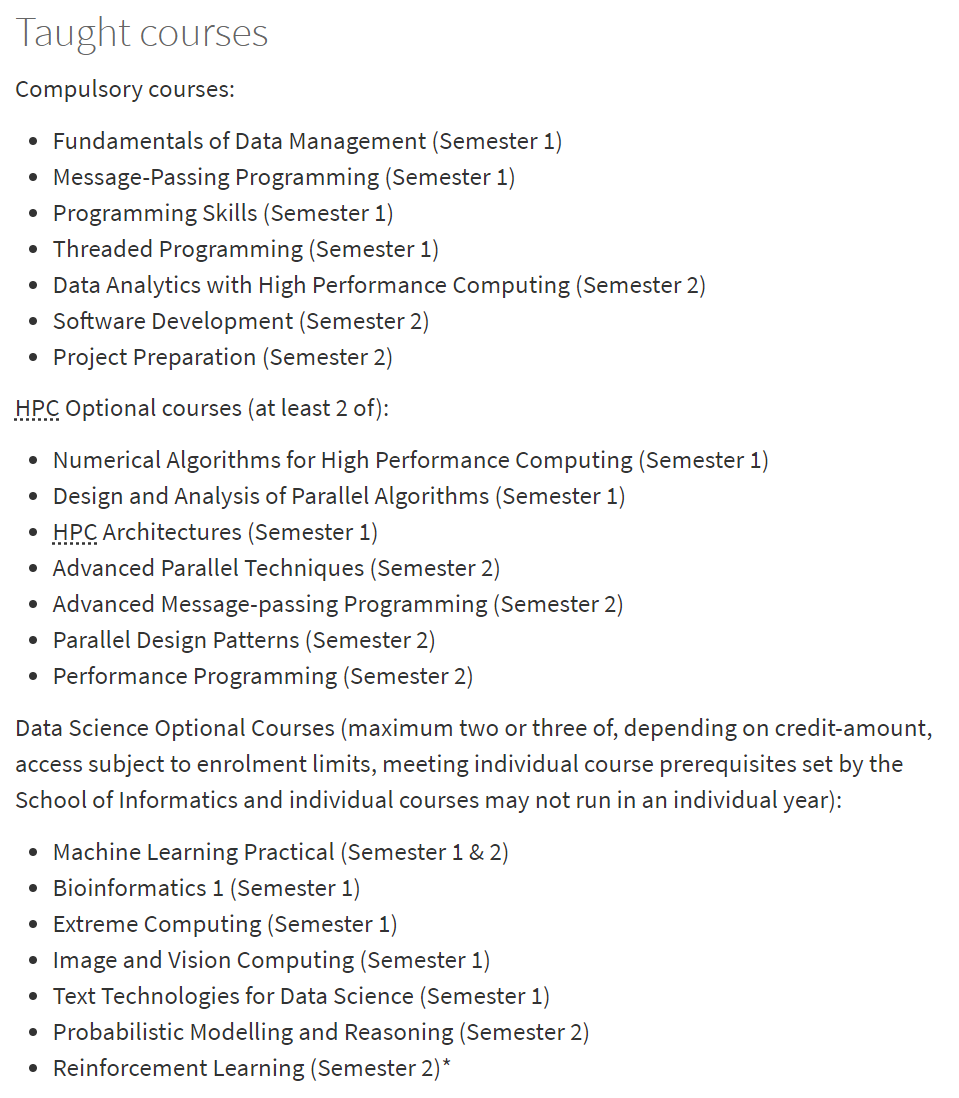 Taught courses
Compulsory courses:
• Fundamentals of Data Management (Semester 1)
• Message-Passing Programming (Semester 1)
• Programming Skills (Semester 1)
• Threaded Programming (Semester 1)
• Data Analytics with High Performance Computing (Semester 2)
• Software Development (Semester 2)
• Project Preparation (Semester 2)
HPC Optional courses (at least 2 of):
• Numerical Algorithms for High Performance Computing (Semester 1)
• Design and Analysis of Parallel Algorithms (Semester 1)
• HPC Architectures (Semester 1)
• Advanced Parallel Techniques (Semester 2)
• Advanced Message-passing Programming (Semester 2)
• Parallel Design Patterns (Semester 2)
• Performance Programming (Semester 2)
Data Science Optional Courses (maximum two or three of, depending on credit-amount,
access subject to enrolment limits, meeting individual course prerequisites set by the
School of Informatics and individual courses may not run in an individual year):
• Machine Learning Practical (Semester 1 & 2)
• Bioinformatics 1 (Semester 1)
• Extreme Computing (Semester 1)
• Image and Vision Computing (Semester 1)
• Text Technologies for Data Science (Semester 1)
• Probabilistic Modelling and Reasoning (Semester 2)
• Reinforcement Learning (Semester 2)*